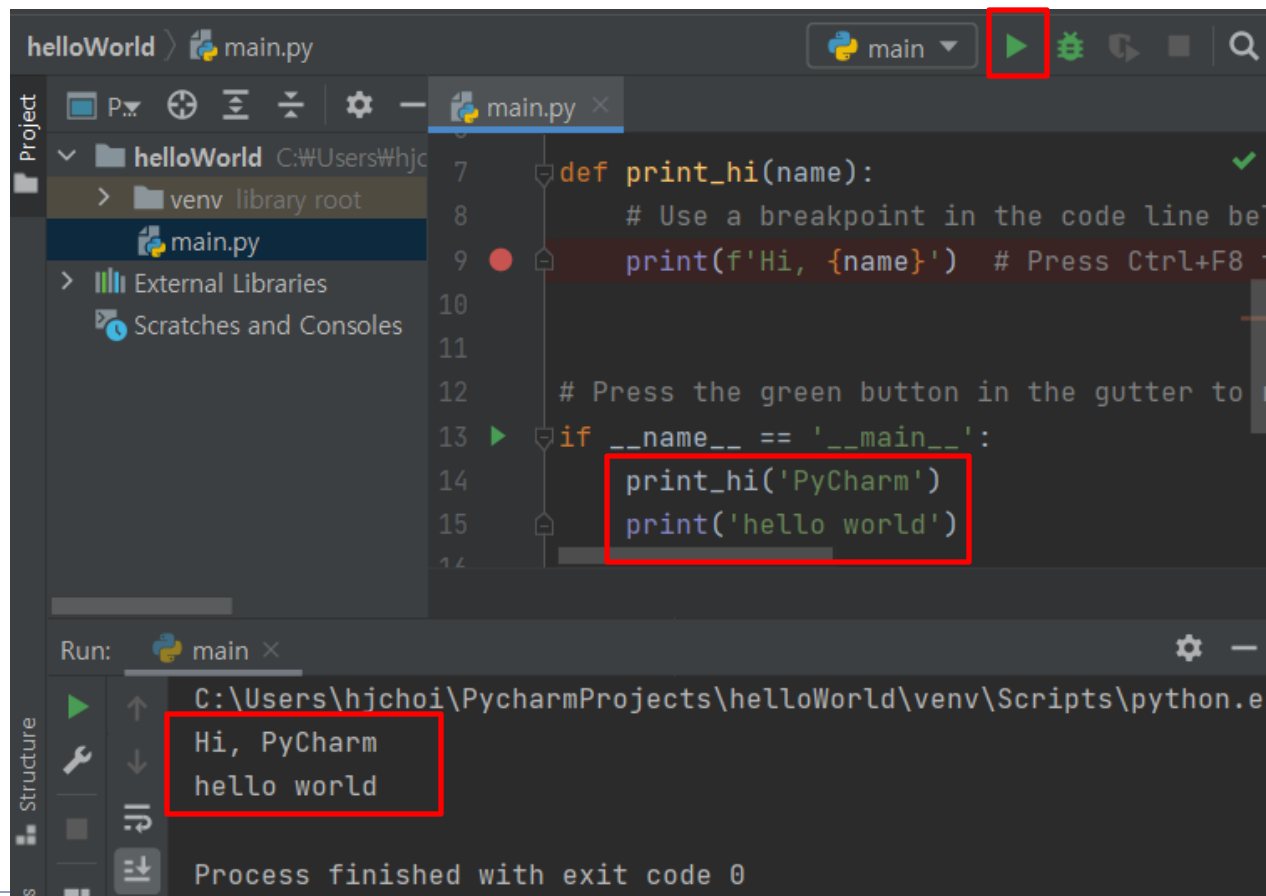 helloWorld main.py
main
Project
P
main.py
helloWorld C:₩Users₩hjc
venv library root
main.py
External Libraries
Scratches and Consoles
7 def print_hi(name):
8 # Use a breakpoint in the code line
9 print(f'Hi, {name}') # Press Ctrl+F8
10
11
12 # Press the green button in the gutter to
13 if __name__ == '__main__':
14 print_hi('PyCharm')
15 print('hello world')
Run: main
C:\Users\hjchoi\PycharmProjects\helloWorld\venv\Scripts\python.e
Hi, PyCharm
hello world
Process finished with exit code 0
Structure